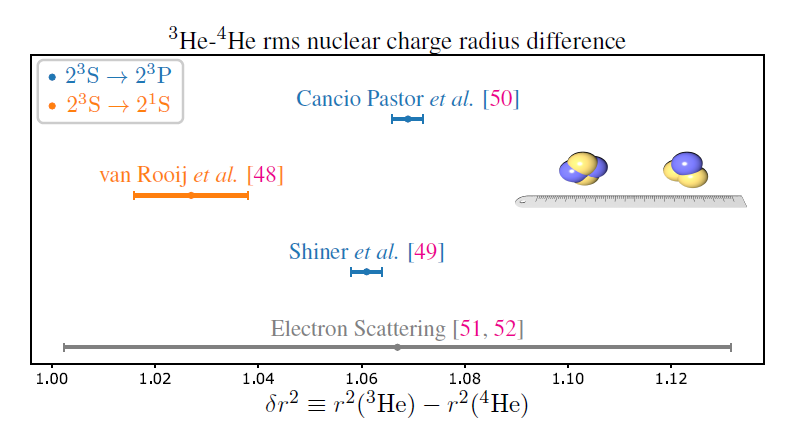 ³He-⁴He rms nuclear charge radius difference
2³S → 2³P
2³S → 2¹S
Cancio Pastor et al. [50]
van Rooij et al. [48]
Shiner et al. [49]
Electron Scattering [51, 52]
1.00 1.02 1.04 1.06 1.08 1.10 1.12
δr² ≡ r²(³He) − r²(⁴He)